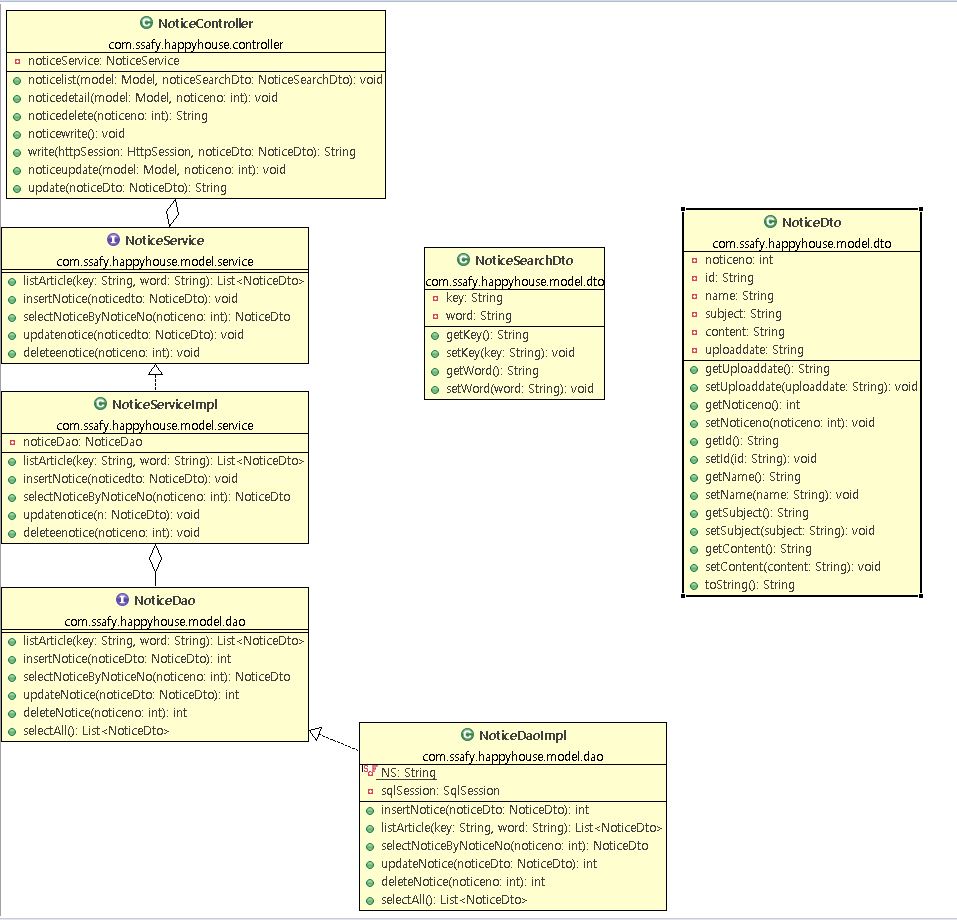 NoticeController
com.ssafy.happyhouse.controller
noticeService: NoticeService
noticelist(model: Model, noticeSearchDto: NoticeSearchDto): void
noticedetail(model: Model, noticeno: int): void
noticedelete(noticeno: int): String
noticewrite(): void
write(httpSession: HttpSession, noticeDto: NoticeDto): String
noticeupdate(model: Model, noticeno: int): void
update(noticeDto: NoticeDto): String
NoticeService
com.ssafy.happyhouse.model.service
listArticle(key: String, word: String): List<NoticeDto>
insertNotice(noticedto: NoticeDto): void
selectNoticeByNoticeNo(noticeno: int): NoticeDto
updatenotice(noticedto: NoticeDto): void
deleteenotice(noticeno: int): void
NoticeServiceImpl
com.ssafy.happyhouse.model.service
noticeDao: NoticeDao
listArticle(key: String, word: String): List<NoticeDto>
insertNotice(noticedto: NoticeDto): void
selectNoticeByNoticeNo(noticeno: int): NoticeDto
updatenotice(n: NoticeDto): void
deleteenotice(noticeno: int): void
NoticeDao
com.ssafy.happyhouse.model.dao
listArticle(key: String, word: String): List<NoticeDto>
insertNotice(noticeDto: NoticeDto): int
selectNoticeByNoticeNo(noticeno: int): NoticeDto
updateNotice(noticeDto: NoticeDto): int
deleteNotice(noticeno: int): int
selectAll(): List<NoticeDto>
NoticeDaoImpl
com.ssafy.happyhouse.model.dao
NS: String
sqlSession: SqlSession
insertNotice(noticeDto: NoticeDto): int
listArticle(key: String, word: String): List<NoticeDto>
selectNoticeByNoticeNo(noticeno: int): NoticeDto
updateNotice(noticeDto: NoticeDto): int
deleteNotice(noticeno: int): int
selectAll(): List<NoticeDto>
NoticeSearchDto
com.ssafy.happyhouse.model.dto
key: String
word: String
getKey(): String
setKey(key: String): void
getWord(): String
setWord(word: String): void
NoticeDto
com.ssafy.happyhouse.model.dto
noticeno: int
id: String
name: String
subject: String
content: String
uploaddate: String
getUploaddate(): String
setUploaddate(uploaddate: String): void
getNoticeno(): int
setNoticeno(noticeno: int): void
getId(): String
setId(id: String): void
getName(): String
setName(name: String): void
getSubject(): String
setSubject(subject: String): void
getContent(): String
setContent(content: String): void
toString(): String